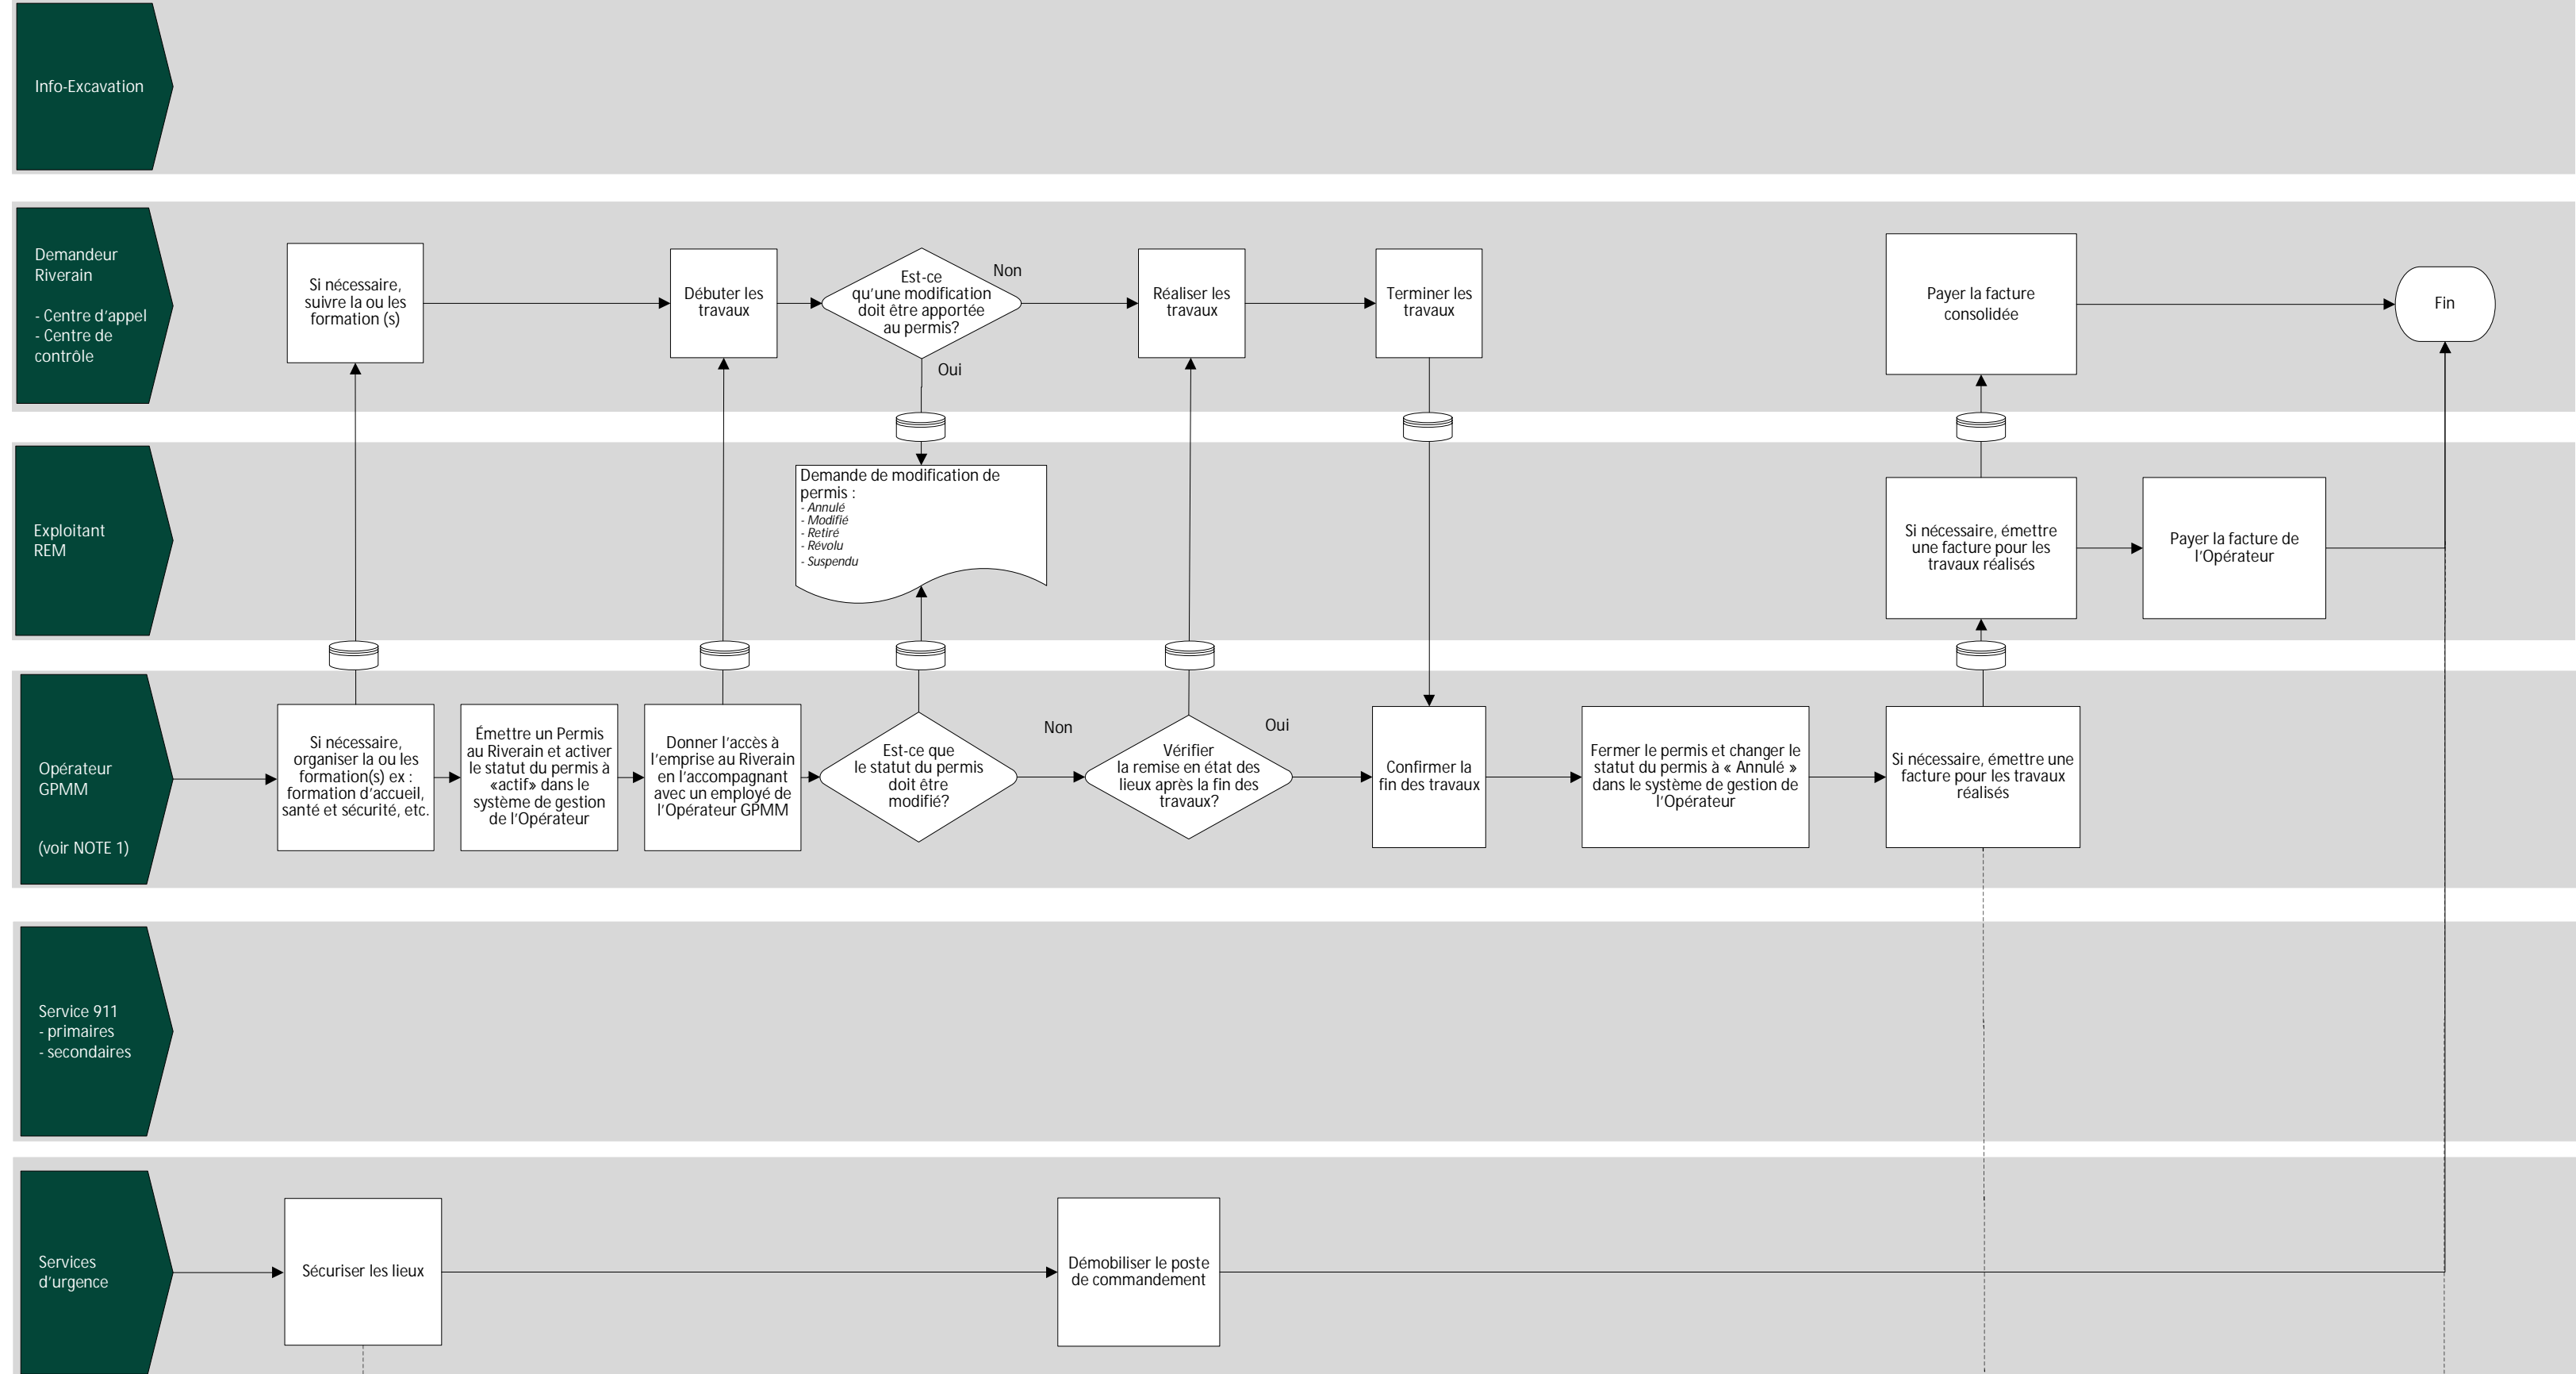 Info-Excavation
Demandeur
Riverain
- Centre d'appel
- Centre de
contrôle
Si nécessaire,
suivre la ou les
formation (s)
Débuter les
travaux
Est-ce
qu'une modification
doit être apportée
au permis?
Non
Oui
Réaliser les
travaux
Terminer les
travaux
Payer la facture
consolidée
Fin
Exploitant
REM
Demande de modification de
permis :
- Annulé
- Modifié
- Retiré
- Révolu
- Suspendu
Si nécessaire, émettre
une facture pour les
travaux réalisés
Payer la facture de
l'Opérateur
Opérateur
GPMM
(voir NOTE 1)
Si nécessaire,
organiser la ou les
formation(s) ex :
formation d'accueil,
santé et sécurité, etc.
Émettre un Permis
au Riverain et activer
le statut du permis à
«actif» dans le
système de gestion
de l'Opérateur
Donner l'accès à
l'emprise au Riverain
en l'accompagnant
avec un employé de
l'Opérateur GPMM
Est-ce que
le statut du permis
doit être
modifié?
Non
Vérifier
la remise en état des
lieux après la fin des
travaux?
Oui
Confirmer la
fin des travaux
Fermer le permis et changer le
statut du permis à « Annulé »
dans le système de gestion de
l'Opérateur
Si nécessaire, émettre une
facture pour les travaux
réalisés
Service 911
- primaires
- secondaires
Services
d'urgence
Sécuriser les lieux
Démobiliser le poste
de commandement